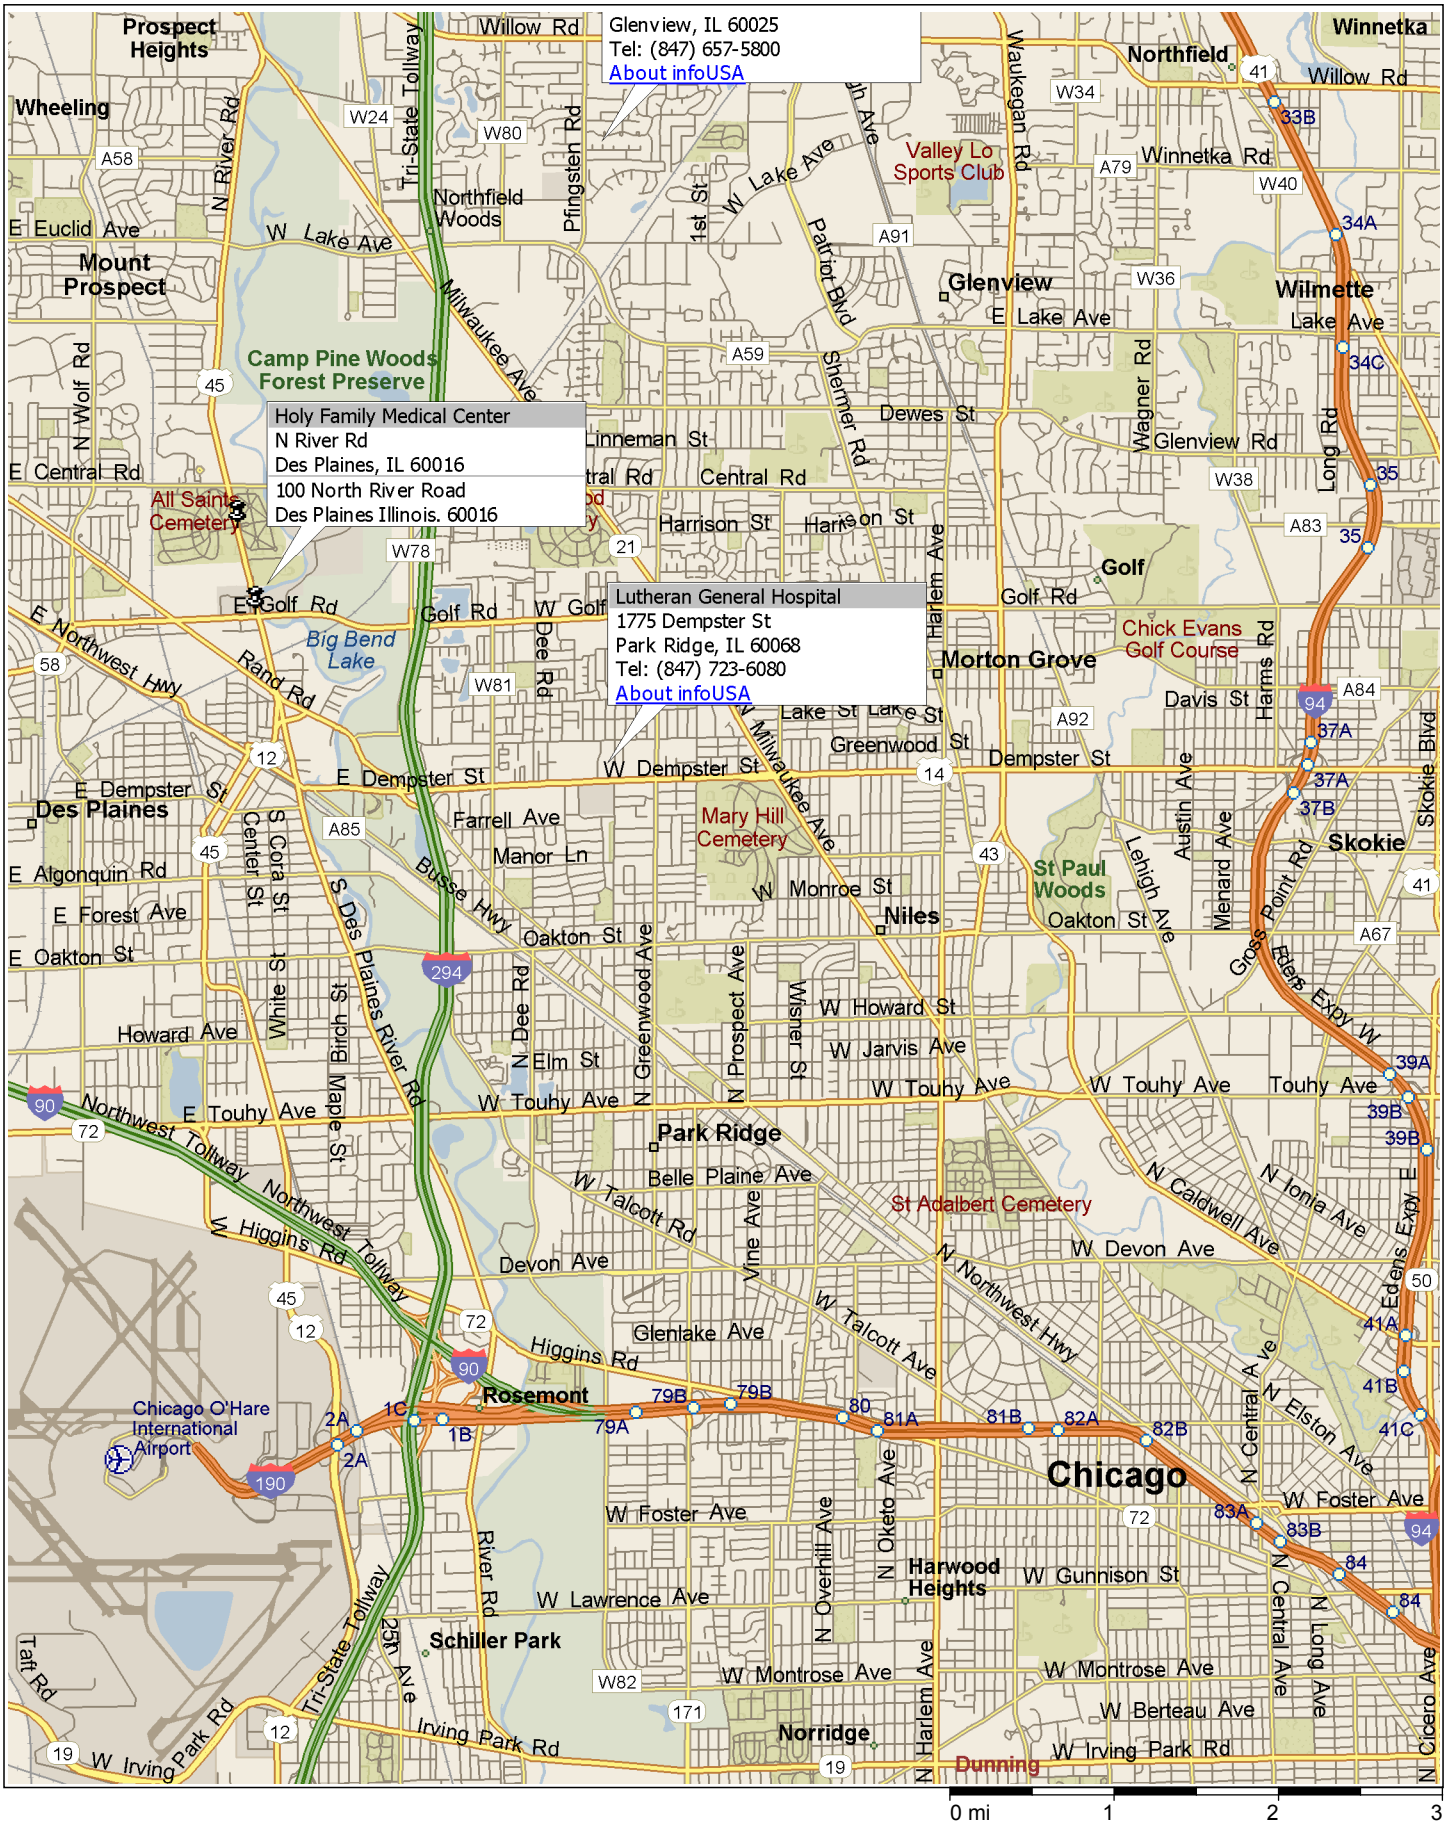 Prospect
Heights
Willow Rd
Glenview, IL 60025
Tel: (847) 657-5800
About infoUSA
Winnetka
Northfield
41
Willow Rd
Wheeling
W24
Tri-State Tollway
W80
Pfingsten Rd
Waukegan Rd
W34
33B
A58
N River Rd
Valley Lo
Sports Club
Winnetka Rd
A79
W40
W Lake Ave
1st St
Northfield
Woods
E Euclid Ave
W Lake Ave
A91
34A
Patriot Blvd
Mount
Prospect
Milwaukee Ave
Glenview
W36
Wilmette
E Lake Ave
Lake Ave
A59
34C
Camp Pine Woods
Forest Preserve
N Wolf Rd
45
Shermer Rd
Wagner Rd
Holy Family Medical Center
N River Rd
Des Plaines, IL 60016
100 North River Road
Des Plaines Illinois. 60016
Dewes St
Linneman St
Glenview Rd
Long Rd
E Central Rd
tral Rd
Central Rd
W38
35
All Saints
Cemetery
Harrison St
Harrison St
A83
35
W78
21
Harlem Ave
Golf
E Golf Rd
Golf Rd
W Golf
Golf Rd
Lutheran General Hospital
1775 Dempster St
Park Ridge, IL 60068
Tel: (847) 723-6080
About infoUSA
E Northwest Hwy
Big Bend
Lake
W Dee Rd
Chick Evans
Golf Course
Harms Rd
58
Rand Rd
W81
Morton Grove
Davis St
A84
94
Lake St
Lake St
A92
37A
Greenwood St
Dempster St
12
E Dempster St
W Dempster St
14
37A
37B
E Dempster St
Des Plaines
N Milwaukee Ave
Austin Ave
Skokie Blvd
A85
Farrell Ave
Mary Hill
Cemetery
Menard Ave
Skokie
45
Center St
S Cora St
Manor Ln
43
Lehigh Ave
St Paul
Woods
E Algonquin Rd
Busse Hwy
W Monroe St
41
E Forest Ave
S Des Plaines River Rd
Niles
Oakton St
Gross Point Rd
E Oakton St
Oakton St
A67
294
White St
N Dee Rd
N Greenwood Ave
N Prospect Ave
Wisner St
Edens Expy W
Howard Ave
Birch St
W Howard St
Elm St
W Jarvis Ave
39A
90
Northwest Tollway
E Touhy Ave
W Touhy Ave
W Touhy Ave
W Touhy Ave
Touhy Ave
39B
72
Maple St
Park Ridge
39B
Belle Plaine Ave
W Talcott Rd
N Caldwell Ave
N Ionia Ave
Northwest Tollway
St Adalbert Cemetery
Edens Expy E
W Higgins Rd
Devon Ave
Vine Ave
W Devon Ave
N Northwest Hwy
50
45
12
72
W Talcott Ave
Glenlake Ave
41A
Higgins Rd
90
Rosemont
79B
79B
N Central Ave
41B
Chicago O'Hare
International
Airport
2A
1C
1B
79A
80
81A
81B
82A
82B
N Elston Ave
41C
2A
190
N Oketo Ave
Chicago
W Foster Ave
72
W Foster Ave
83A
83B
94
N Overhill Ave
River Rd
Harwood
Heights
W Gunnison St
84
84
W Lawrence Ave
N Central Ave
N Long Ave
Schiller Park
Tri-State Tollway
25th Ave
Taft Rd
W82
W Montrose Ave
W Montrose Ave
N Harlem Ave
N Cicero Ave
171
W Berteau Ave
12
Irving Park Rd
Norridge
19
W Irving Park Rd
19
Dunning
W Irving Park Rd
0 mi
1
2
3